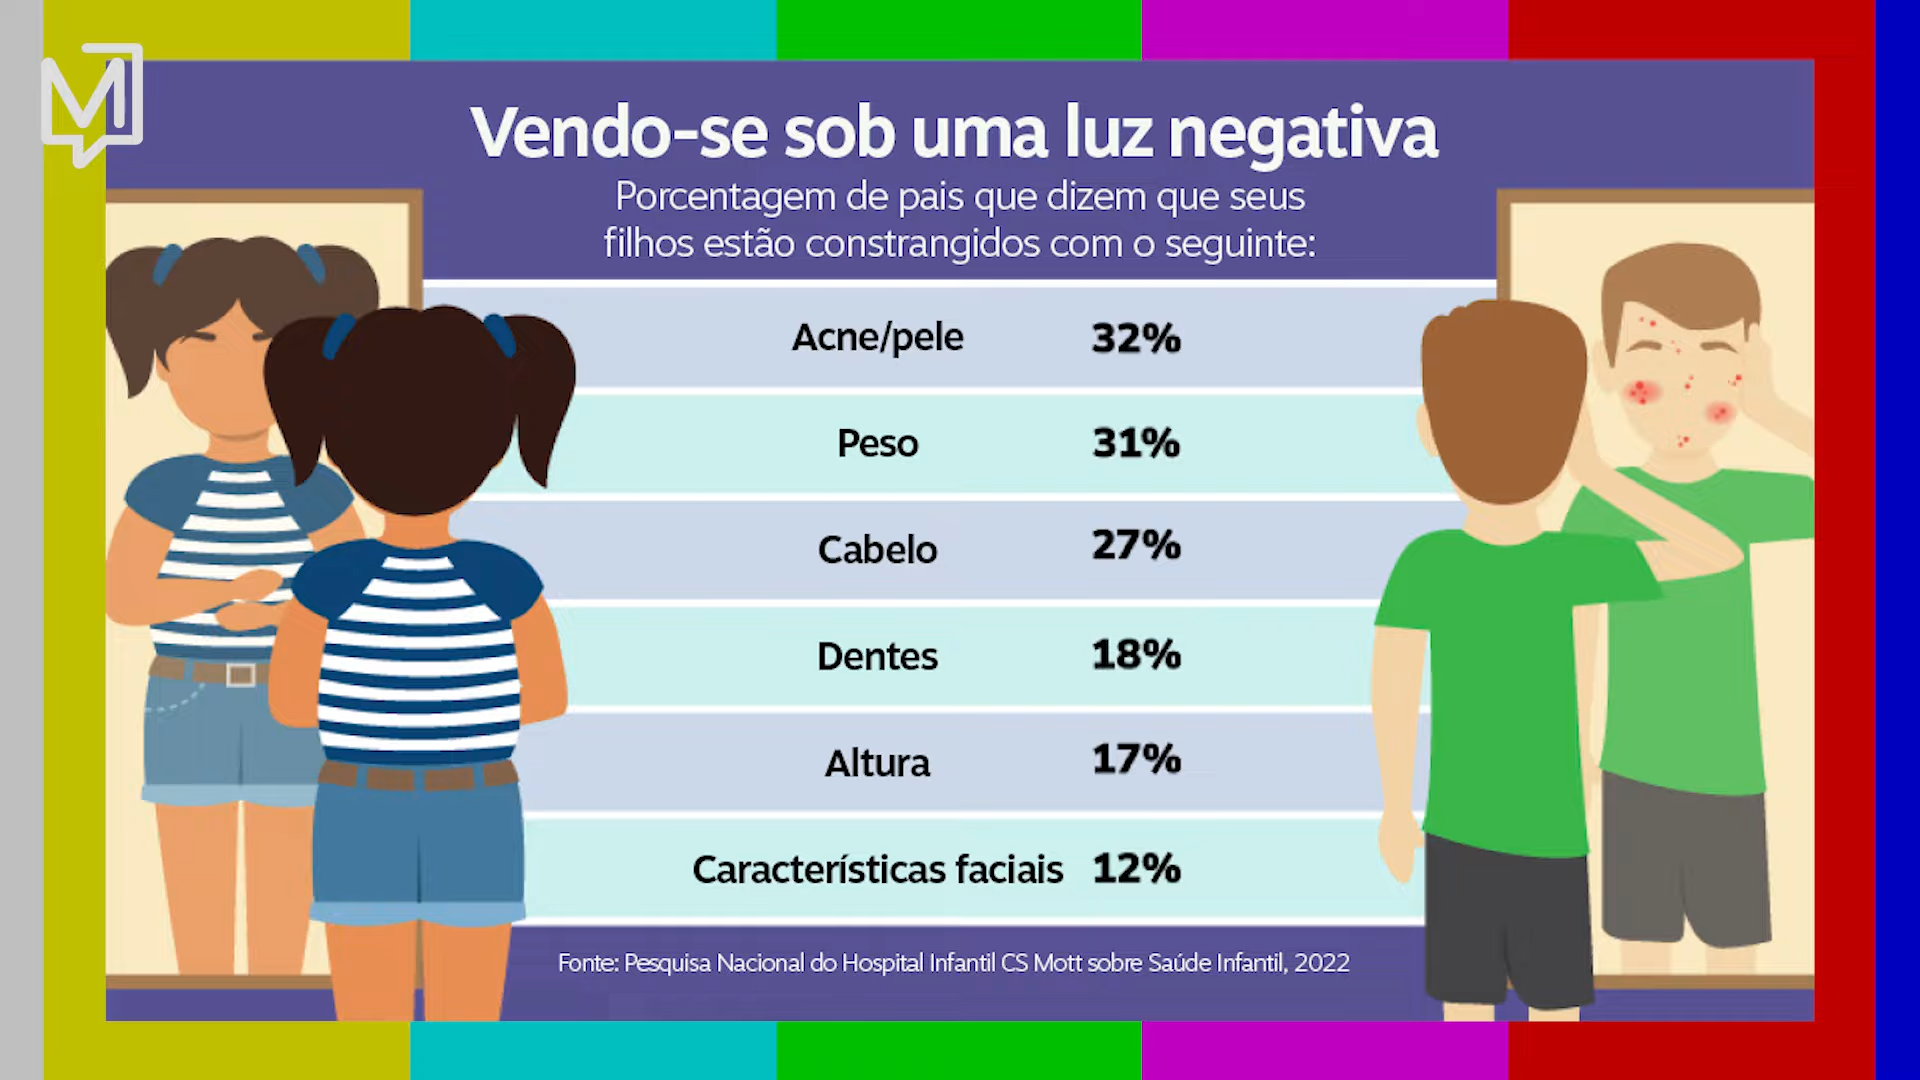 M
Vendo-se sob uma luz negativa
Porcentagem de pais que dizem que seus
filhos estão constrangidos com o seguinte:
Acne/pele 32%
Peso 31%
Cabelo 27%
Dentes 18%
Altura 17%
Características faciais 12%
Fonte: Pesquisa Nacional do Hospital Infantil CS Mott sobre Saúde Infantil, 2022